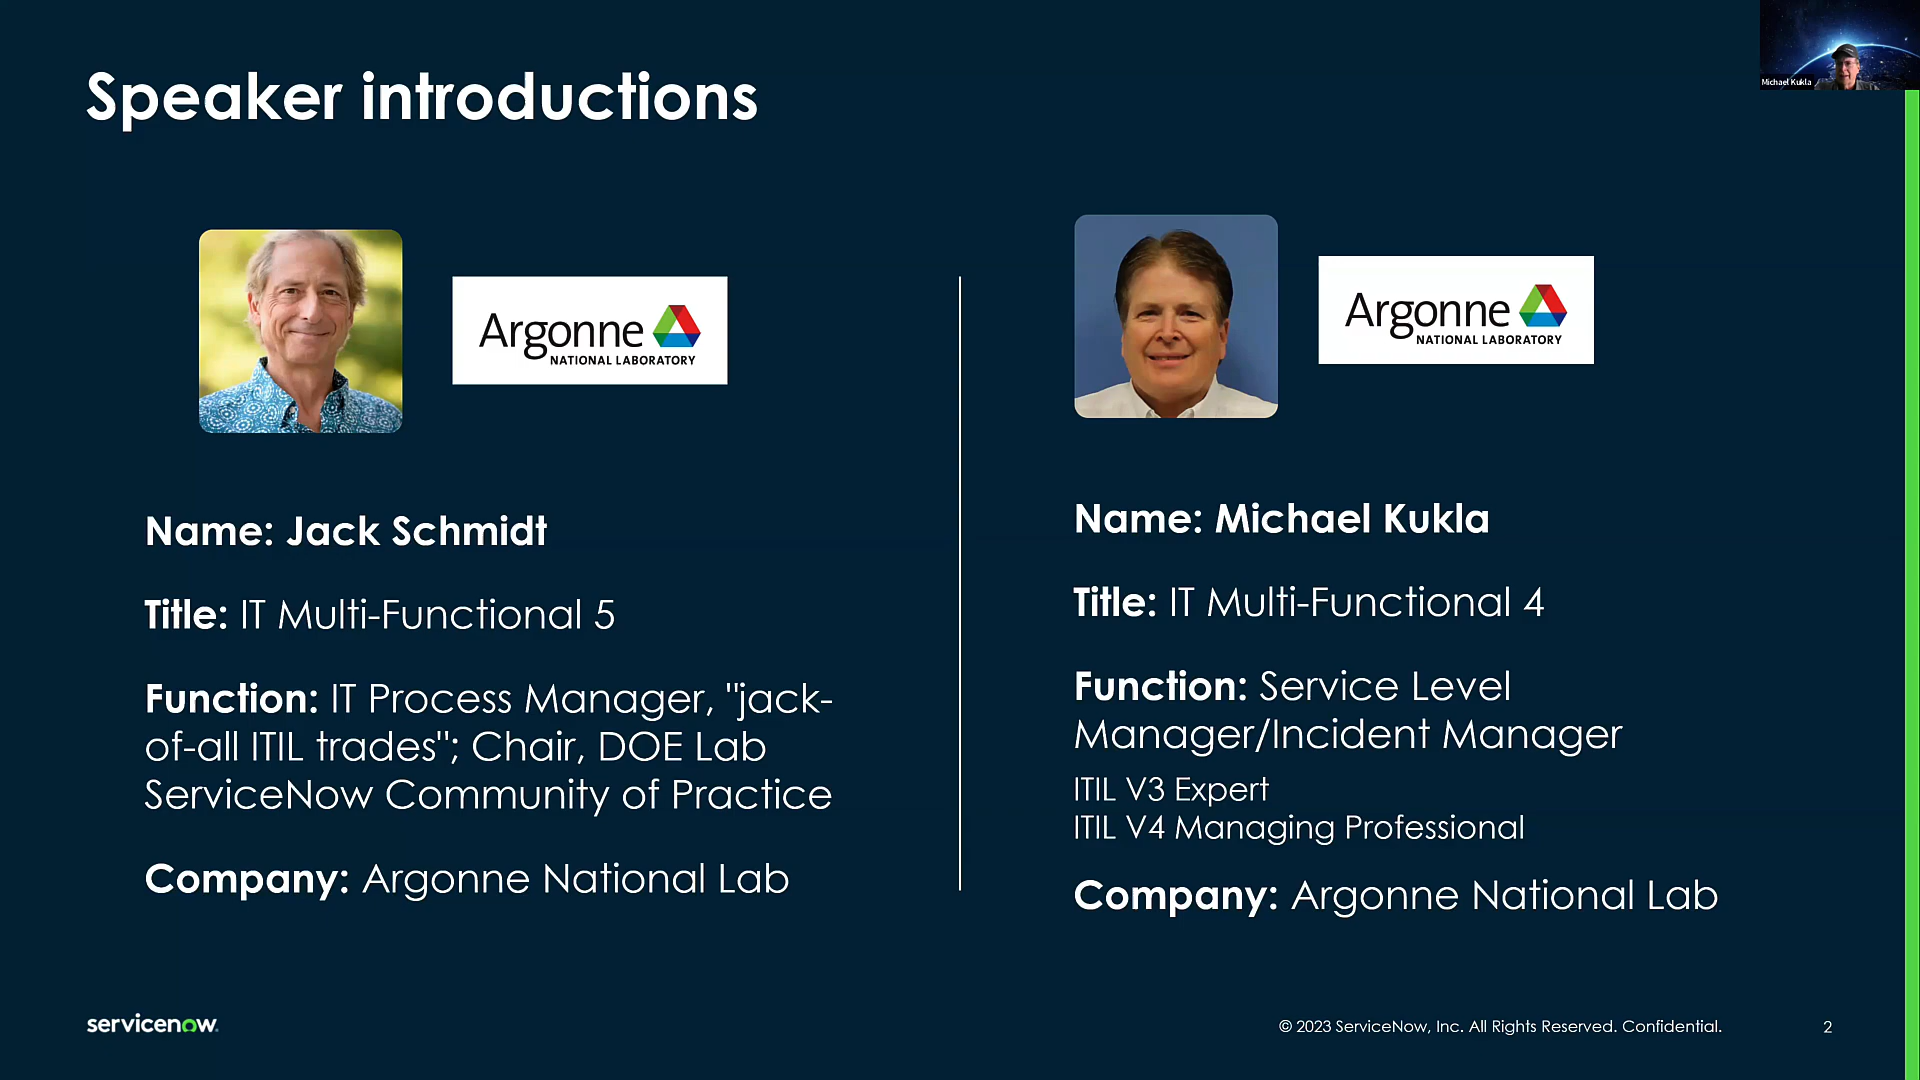 Speaker introductions
Michael Kukla
Argonne
NATIONAL LABORATORY
Name: Jack Schmidt
Title: IT Multi-Functional 5
Function: IT Process Manager, "jack-
of-all ITIL trades"; Chair, DOE Lab
ServiceNow Community of Practice
Company: Argonne National Lab
Argonne
NATIONAL LABORATORY
Name: Michael Kukla
Title: IT Multi-Functional 4
Function: Service Level
Manager/Incident Manager
ITIL V3 Expert
ITIL V4 Managing Professional
Company: Argonne National Lab
servicenow
© 2023 ServiceNow, Inc. All Rights Reserved. Confidential.
2